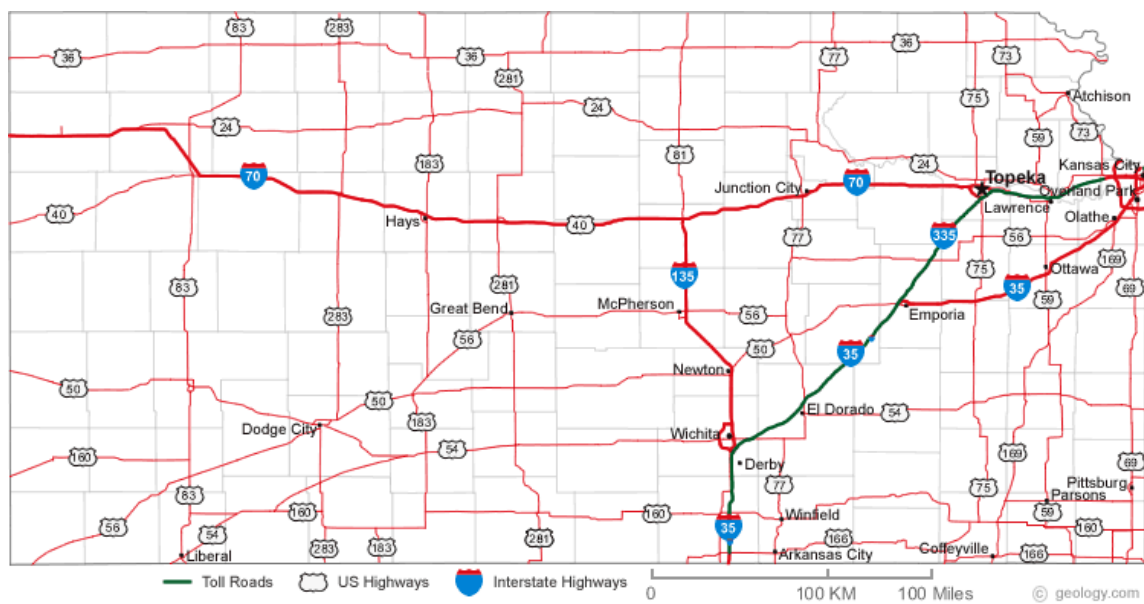 83
283
36
36
36
36
77
73
281
75
Atchison
24
24
73
59
81
183
24
Kansas City
70
Junction City
70
Topeka
Overland Park
Lawrence
40
Hays
40
Olathe
77
335
56
169
135
75
Ottawa
83
281
35
59
69
283
Great Bend
McPherson
56
Emporia
56
50
35
Newton
50
50
El Dorado
54
183
Dodge City
Wichita
54
160
Derby
169
69
77
75
Pittsburg
83
Parsons
160
160
Winfield
59
56
35
160
54
281
166
Liberal
283
183
Arkansas City
Coffeyville
166
Toll Roads
US Highways
Interstate Highways
0
100 KM
100 Miles
© geology.com